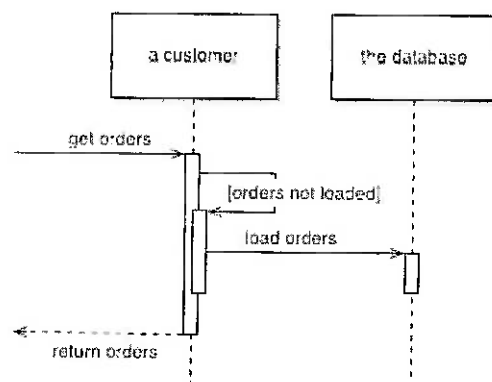 a customer
the database
get orders
[orders not loaded]
load orders
return orders